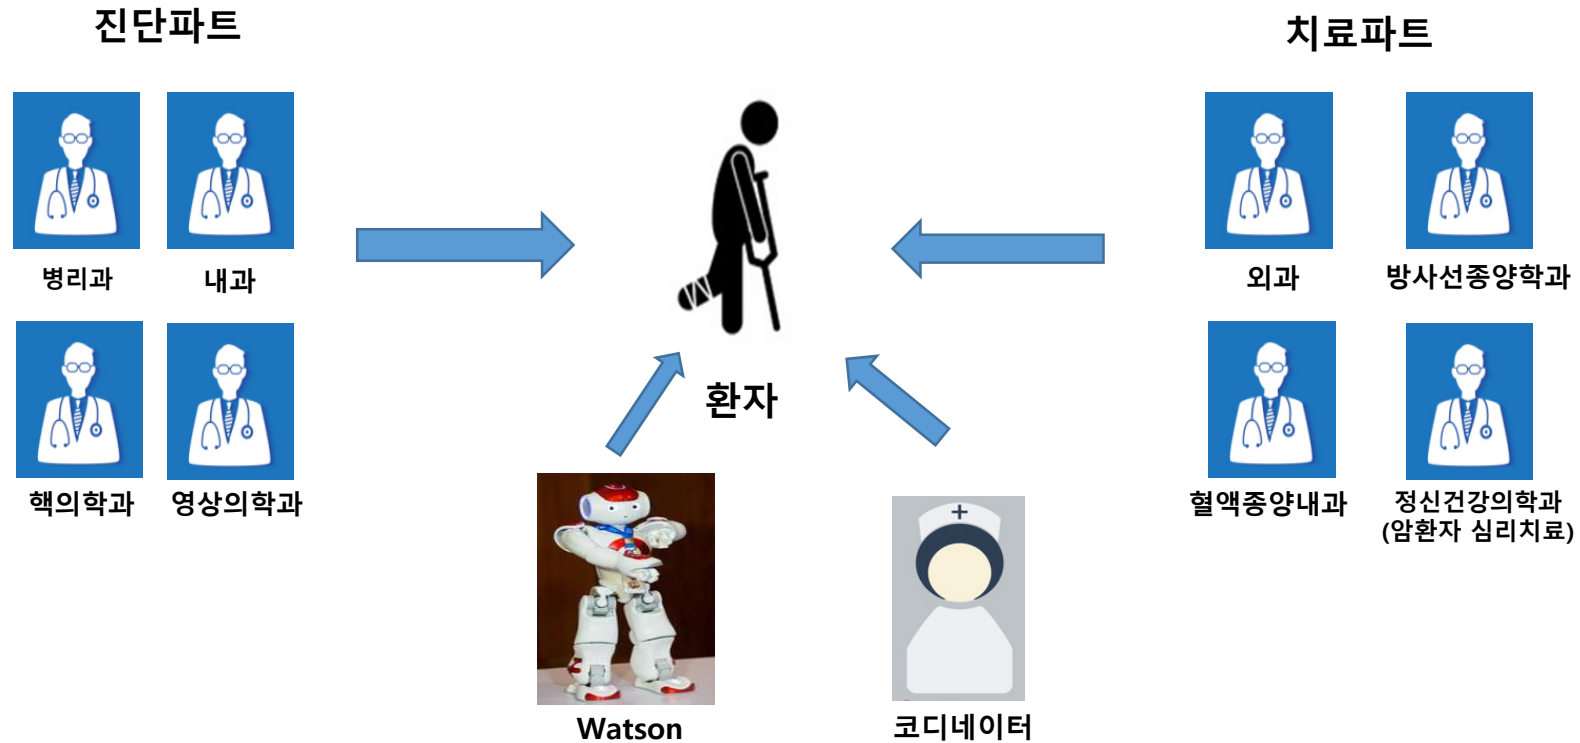 진단파트
치료파트
병리과
내과
핵의학과
영상의학과
환자
외과
방사선종양학과
혈액종양내과
정신건강의학과
(암환자 심리치료)
Watson
코디네이터